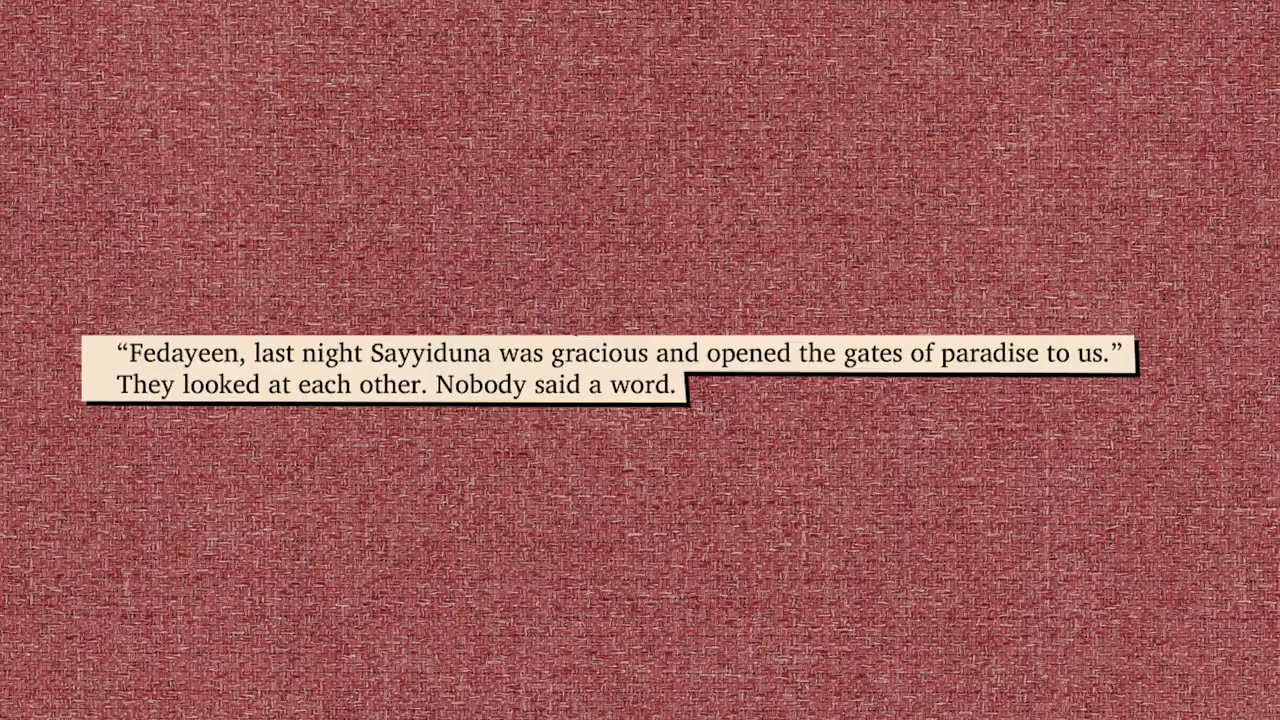 “Fedayeen, last night Sayyiduna was gracious and opened the gates of paradise to us.”
They looked at each other. Nobody said a word.